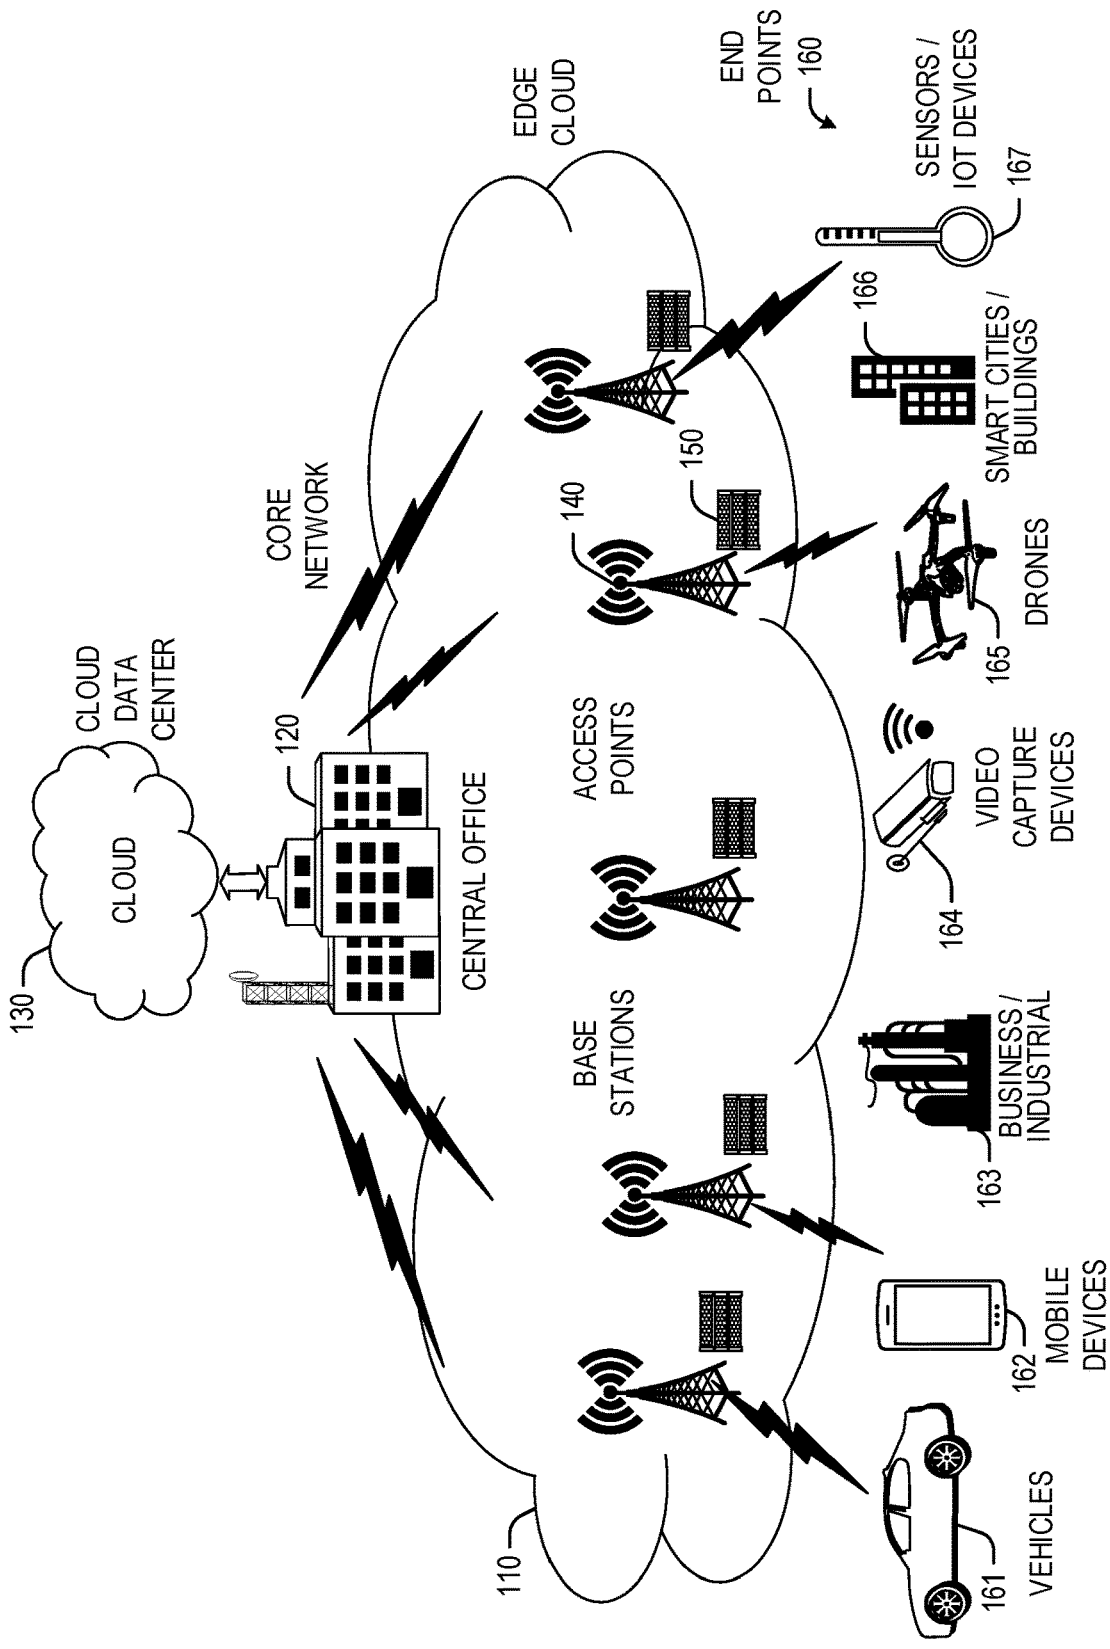 130
CLOUD
CLOUD
DATA
CENTER
120
CENTRAL OFFICE
CORE
NETWORK
EDGE
CLOUD
110
BASE
STATIONS
ACCESS
POINTS
140
150
END
POINTS
160
161
VEHICLES
162
MOBILE
DEVICES
163
BUSINESS /
INDUSTRIAL
164
VIDEO
CAPTURE
DEVICES
165
DRONES
166
SMART CITIES /
BUILDINGS
SENSORS /
IOT DEVICES
167